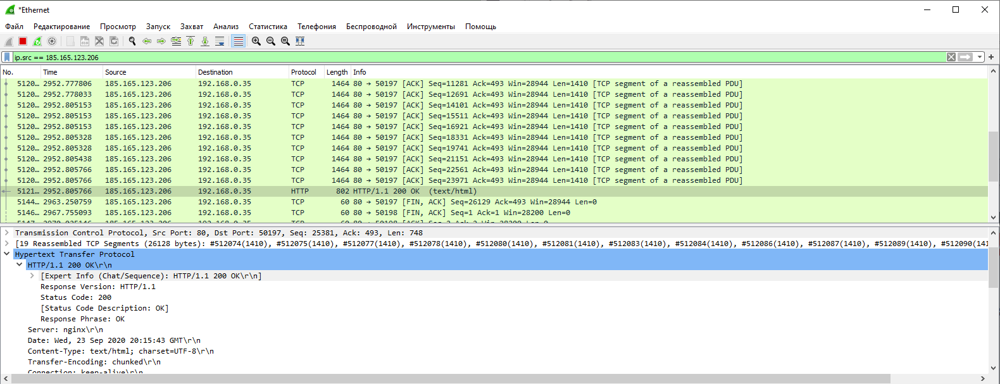 *Ethernet
Файл Редактирование Просмотр Запуск Захват Анализ Статистика Телефония Беспроводной Инструменты Помощь
ip.src == 185.165.123.206
No. Time Source Destination Protocol Length Info
5120… 2952.777806 185.165.123.206 192.168.0.35 TCP 1464 80 → 50197 [ACK] Seq=11281 Ack=493 Win=28944 Len=1410 [TCP segment of a reassembled PDU]
5120… 2952.778033 185.165.123.206 192.168.0.35 TCP 1464 80 → 50197 [ACK] Seq=12691 Ack=493 Win=28944 Len=1410 [TCP segment of a reassembled PDU]
5120… 2952.805153 185.165.123.206 192.168.0.35 TCP 1464 80 → 50197 [ACK] Seq=14101 Ack=493 Win=28944 Len=1410 [TCP segment of a reassembled PDU]
5120… 2952.805153 185.165.123.206 192.168.0.35 TCP 1464 80 → 50197 [ACK] Seq=15511 Ack=493 Win=28944 Len=1410 [TCP segment of a reassembled PDU]
5120… 2952.805153 185.165.123.206 192.168.0.35 TCP 1464 80 → 50197 [ACK] Seq=16921 Ack=493 Win=28944 Len=1410 [TCP segment of a reassembled PDU]
5120… 2952.805328 185.165.123.206 192.168.0.35 TCP 1464 80 → 50197 [ACK] Seq=18331 Ack=493 Win=28944 Len=1410 [TCP segment of a reassembled PDU]
5120… 2952.805328 185.165.123.206 192.168.0.35 TCP 1464 80 → 50197 [ACK] Seq=19741 Ack=493 Win=28944 Len=1410 [TCP segment of a reassembled PDU]
5120… 2952.805438 185.165.123.206 192.168.0.35 TCP 1464 80 → 50197 [ACK] Seq=21151 Ack=493 Win=28944 Len=1410 [TCP segment of a reassembled PDU]
5120… 2952.805766 185.165.123.206 192.168.0.35 TCP 1464 80 → 50197 [ACK] Seq=22561 Ack=493 Win=28944 Len=1410 [TCP segment of a reassembled PDU]
5120… 2952.805766 185.165.123.206 192.168.0.35 TCP 1464 80 → 50197 [ACK] Seq=23971 Ack=493 Win=28944 Len=1410 [TCP segment of a reassembled PDU]
5121… 2952.805766 185.165.123.206 192.168.0.35 HTTP 802 HTTP/1.1 200 OK (text/html)
5144… 2963.250759 185.165.123.206 192.168.0.35 TCP 60 80 → 50197 [FIN, ACK] Seq=26129 Ack=493 Win=28944 Len=0
5146… 2967.755093 185.165.123.206 192.168.0.35 TCP 60 80 → 50198 [FIN, ACK] Seq=1 Ack=1 Win=28200 Len=0
Transmission Control Protocol, Src Port: 80, Dst Port: 50197, Seq: 25381, Ack: 493, Len: 748
[19 Reassembled TCP Segments (26128 bytes): #512074(1410), #512075(1410), #512077(1410), #512078(1410), #512080(1410), #512081(1410), #512083(1410), #512084(1410), #512086(1410), #512087(1410), #512089(1410), #512090(141
Hypertext Transfer Protocol
HTTP/1.1 200 OK\r\n
[Expert Info (Chat/Sequence): HTTP/1.1 200 OK\r\n]
Response Version: HTTP/1.1
Status Code: 200
[Status Code Description: OK]
Response Phrase: OK
Server: nginx\r\n
Date: Wed, 23 Sep 2020 20:15:43 GMT\r\n
Content-Type: text/html; charset=UTF-8\r\n
Transfer-Encoding: chunked\r\n
Connection: keep-alive\r\n